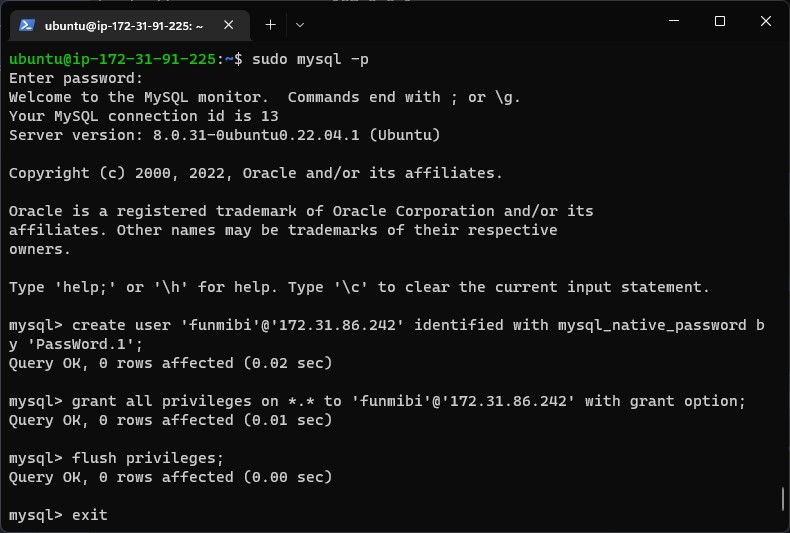 ubuntu@ip-172-31-91-225: ~
ubuntu@ip-172-31-91-225:~$ sudo mysql -p
Enter password:
Welcome to the MySQL monitor.  Commands end with ; or \g.
Your MySQL connection id is 13
Server version: 8.0.31-0ubuntu0.22.04.1 (Ubuntu)
Copyright (c) 2000, 2022, Oracle and/or its affiliates.
Oracle is a registered trademark of Oracle Corporation and/or its
affiliates. Other names may be trademarks of their respective
owners.
Type 'help;' or '\h' for help. Type '\c' to clear the current input statement.
mysql> create user 'funmibi'@'172.31.86.242' identified with mysql_native_password b
y 'PassWord.1';
Query OK, 0 rows affected (0.02 sec)
mysql> grant all privileges on *.* to 'funmibi'@'172.31.86.242' with grant option;
Query OK, 0 rows affected (0.01 sec)
mysql> flush privileges;
Query OK, 0 rows affected (0.00 sec)
mysql> exit